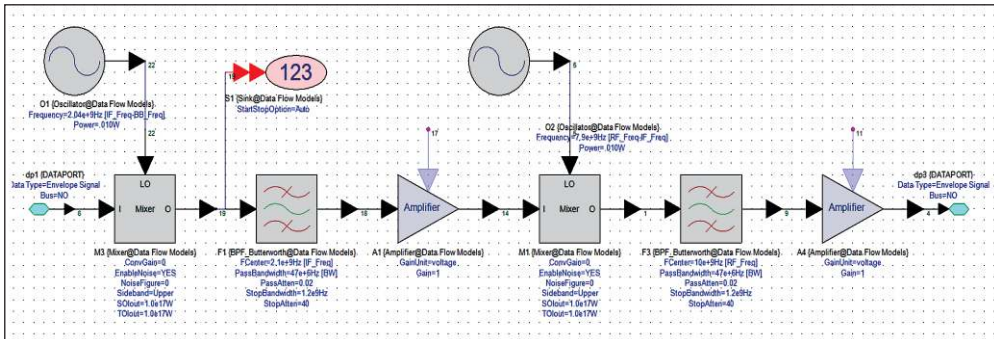 22
O1 {Oscillator@Data Flow Models}
Frequency=2.04e+9Hz [IF_Freq-BB_Freq]
Power=.010W
22
123
S1 {Sink@Data Flow Models}
StartStopOption=Auto
5
O2 {Oscillator@Data Flow Models}
Frequency=7.9e+9Hz [RF_Freq-IF_Freq]
Power=.010W
17
11
dp1 {DATAPORT}
Data Type=Envelope Signal
Bus=NO
6
LO
I Mixer O
19
M3 {Mixer@Data Flow Models}
ConvGain=0
EnableNoise=YES
NoiseFigure=0
Sideband=Upper
SOIout=1.0e17W
TOIout=1.0e17W
F1 {BPF_Butterworth@Data Flow Models}
FCenter=2.1e+9Hz [IF_Freq]
PassBandwidth=47e+6Hz [BW]
PassAtten=0.02
StopBandwidth=1.2e9Hz
StopAtten=40
Amplifier
A1 {Amplifier@Data Flow Models}
GainUnit=voltage
Gain=1
14
LO
I Mixer O
M1 {Mixer@Data Flow Models}
ConvGain=0
EnableNoise=YES
NoiseFigure=0
Sideband=Upper
SOIout=1.0e17W
TOIout=1.0e17W
1
F3 {BPF_Butterworth@Data Flow Models}
FCenter=10e+9Hz [RF_Freq]
PassBandwidth=47e+6Hz [BW]
PassAtten=0.02
StopBandwidth=1.2e9Hz
StopAtten=40
9
Amplifier
A4 {Amplifier@Data Flow Models}
GainUnit=voltage
Gain=1
4
dp3 {DATAPORT}
Data Type=Envelope Signal
Bus=NO